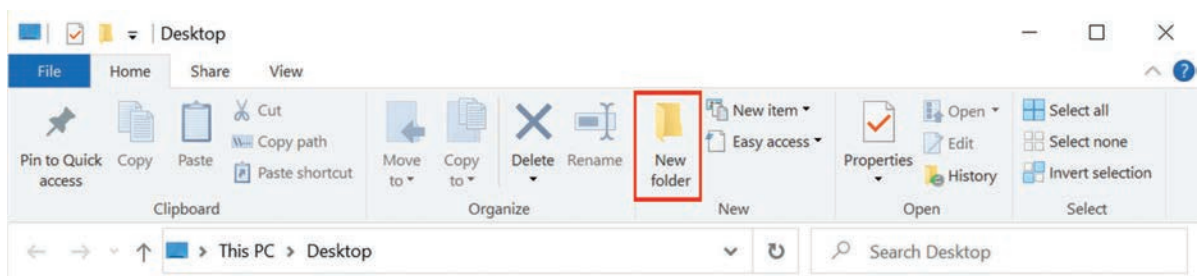 Desktop
File Home Share View
Pin to Quick access
Copy
Paste
Cut
Copy path
Paste shortcut
Clipboard
Move to
Copy to
Delete
Rename
Organize
New folder
New item
Easy access
New
Properties
Open
Edit
History
Open
Select all
Select none
Invert selection
Select
This PC > Desktop
Search Desktop